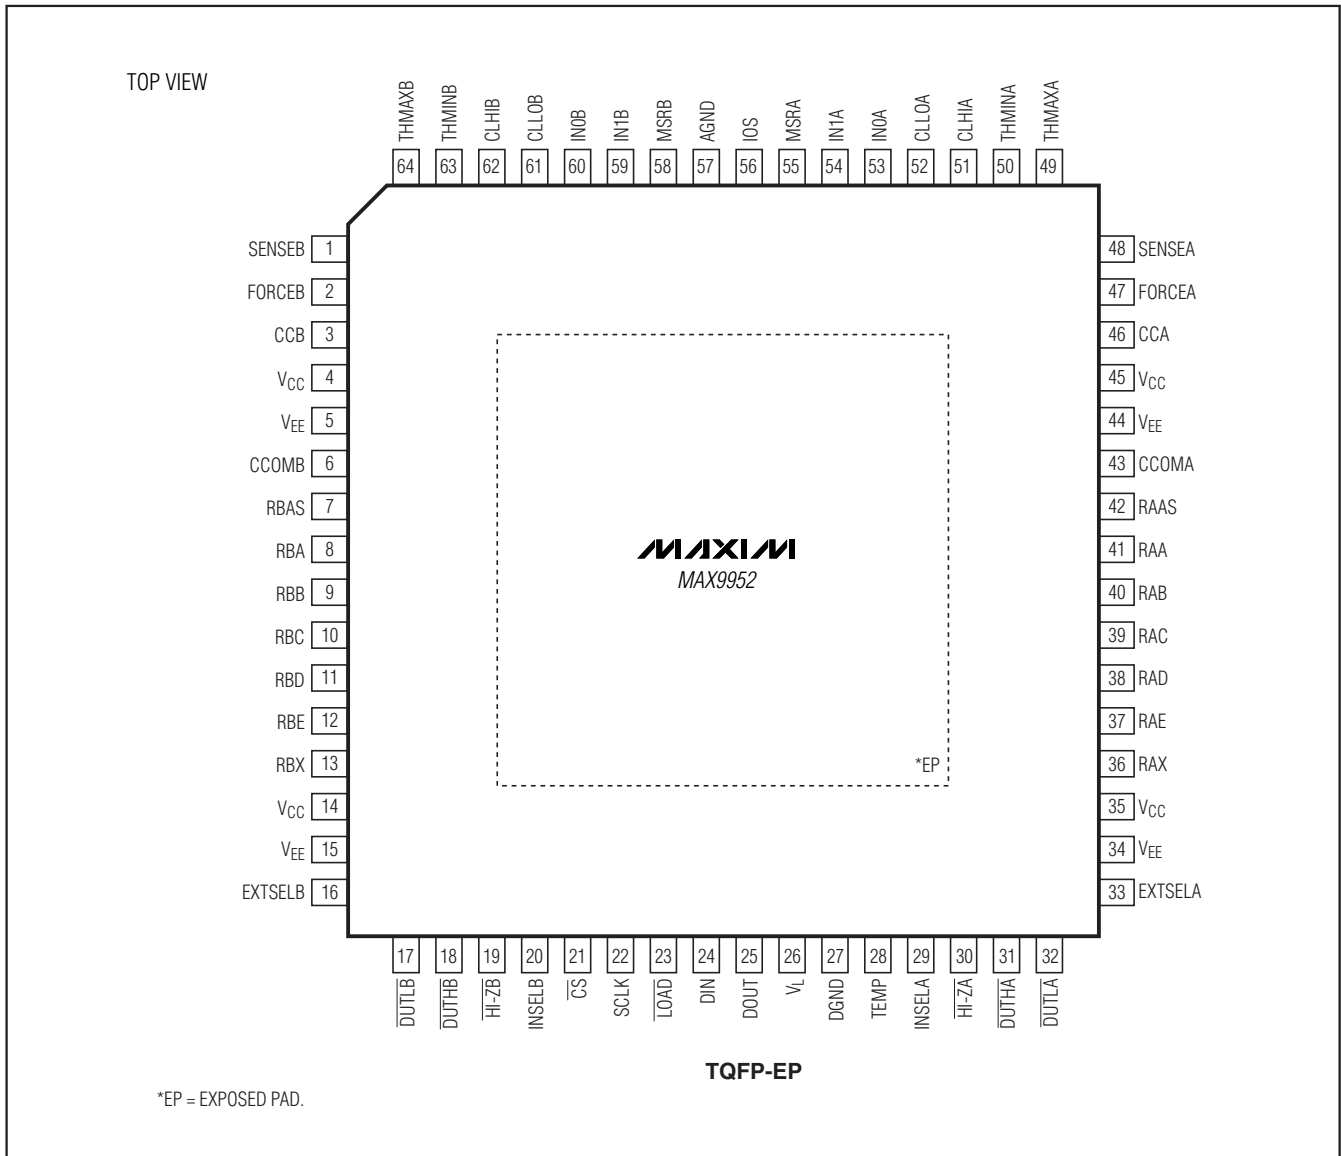 TOP VIEW
THMAXB THMINB CLHIB CLLOB IN0B IN1B MSRB AGND IOS MSRA IN1A IN0A CLLOA CLHIA THMINA THMAXA
64 63 62 61 60 59 58 57 56 55 54 53 52 51 50 49
SENSEB 1 48 SENSEA
FORCEB 2 47 FORCEA
CCB 3 46 CCA
VCC 4 45 VCC
VEE 5 44 VEE
CCOMB 6 43 CCOMA
RBAS 7 42 RAAS
RBA 8 41 RAA
MAXIM
MAX9952
RBB 9 40 RAB
RBC 10 39 RAC
RBD 11 38 RAD
RBE 12 37 RAE
RBX 13 *EP 36 RAX
VCC 14 35 VCC
VEE 15 34 VEE
EXTSELB 16 33 EXTSELA
17 18 19 20 21 22 23 24 25 26 27 28 29 30 31 32
DUTLB DUTHB HI-ZB INSELB CS SCLK LOAD DIN DOUT VL DGND TEMP INSELA HI-ZA DUTHA DUTLA
TQFP-EP
*EP = EXPOSED PAD.